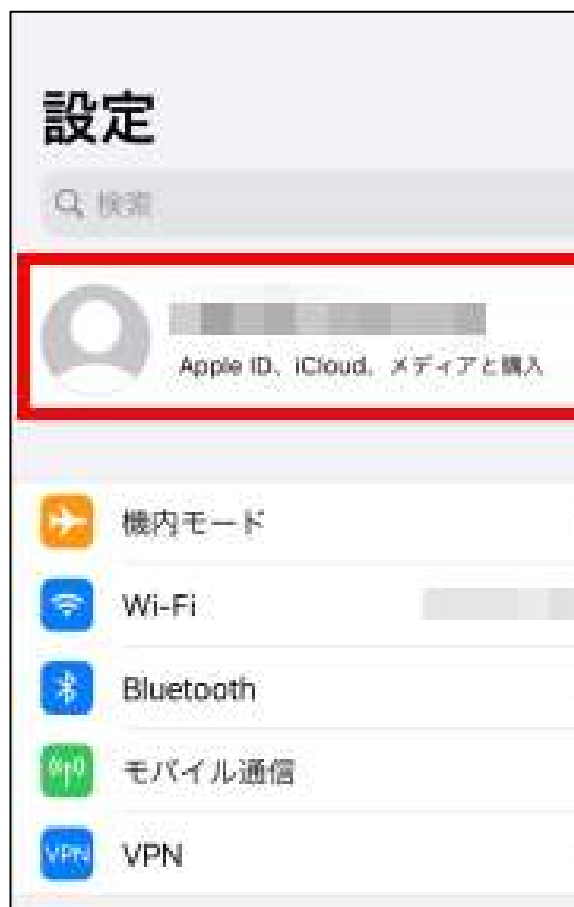 設定
検索
Apple ID、iCloud、メディアと購入
機内モード
Wi-Fi
Bluetooth
モバイル通信
VPN VPN